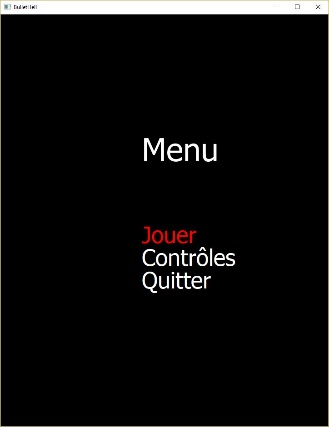 Bullet Hell
Menu
Jouer
Contrôles
Quitter